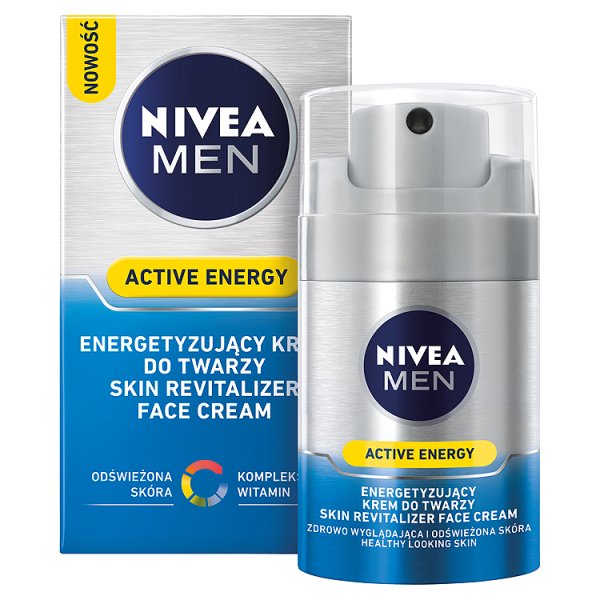 NOWOŚĆ
NIVEA
MEN
ACTIVE ENERGY
ENERGETYZUJĄCY
DO TWARZY
SKIN REVITALIZER
FACE CREAM
ODŚWIEŻONA
SKÓRA
KOMPLEKS
WITAMIN
NIVEA
MEN
ACTIVE ENERGY
ENERGETYZUJĄCY
KREM DO TWARZY
SKIN REVITALIZER FACE CREAM
ZDROWO WYGLĄDAJĄCA I ODŚWIEŻONA SKÓRA
HEALTHY LOOKING SKIN